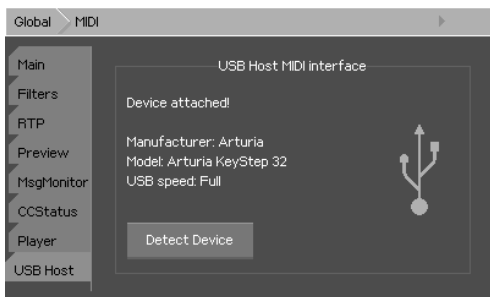 Global MIDI
Main
Filters
RTP
Preview
MsgMonitor
CCStatus
Player
USB Host
USB Host MIDI interface
Device attached!
Manufacturer: Arturia
Model: Arturia KeyStep 32
USB speed: Full
Detect Device